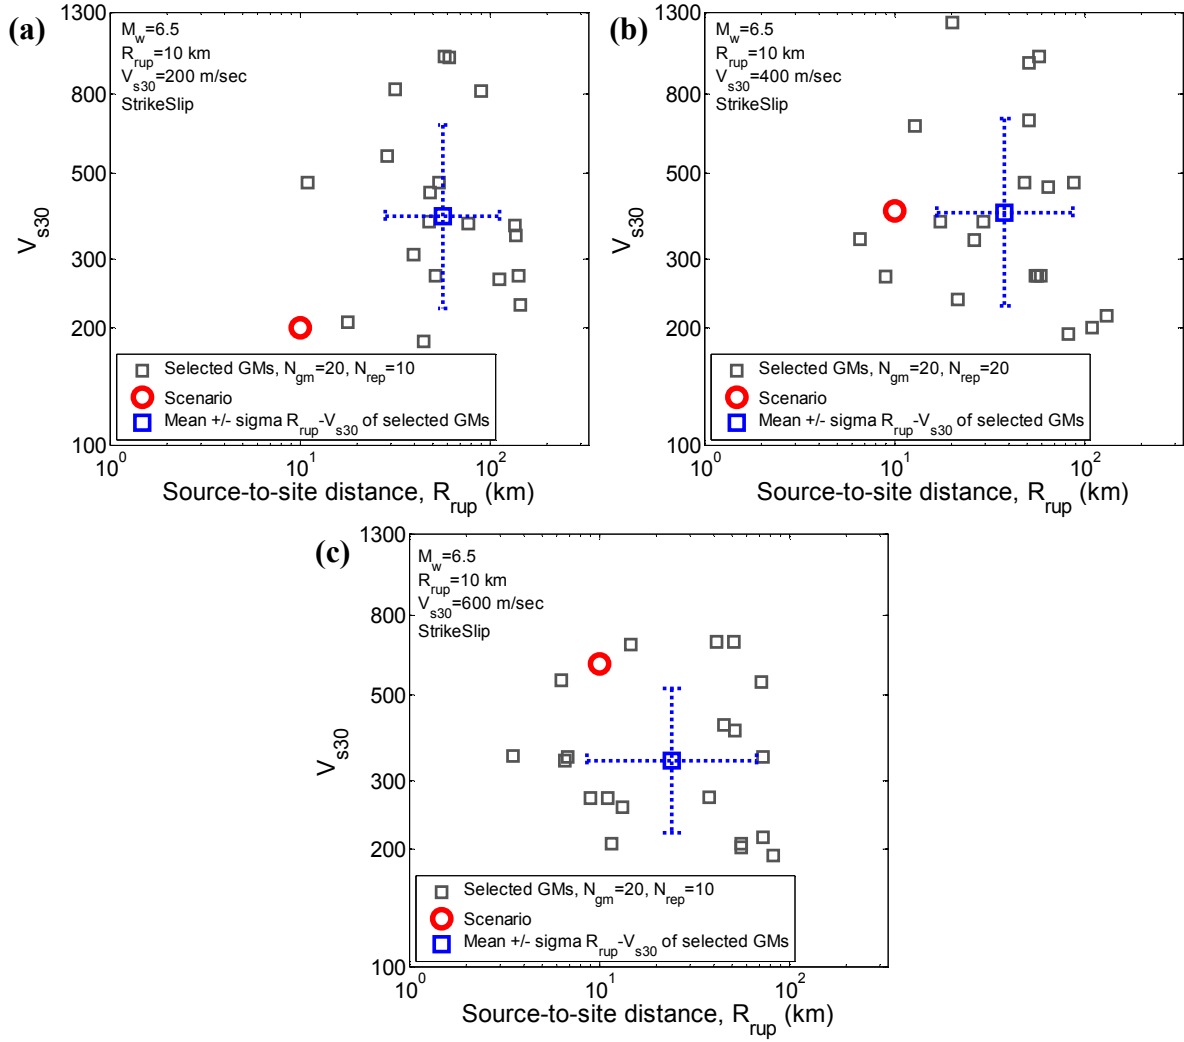 (a)
1300
800
500
300
200
100
V_s30
M_w=6.5
R_rup=10 km
V_s30=200 m/sec
StrikeSlip
Selected GMs, N_gm=20, N_rep=10
Scenario
Mean +/- sigma R_rup-V_s30 of selected GMs
10^0 10^1 10^2
Source-to-site distance, R_rup (km)
(b)
1300
800
500
300
200
100
V_s30
M_w=6.5
R_rup=10 km
V_s30=400 m/sec
StrikeSlip
Selected GMs, N_gm=20, N_rep=20
Scenario
Mean +/- sigma R_rup-V_s30 of selected GMs
10^0 10^1 10^2
Source-to-site distance, R_rup (km)
(c)
1300
800
500
300
200
100
V_s30
M_w=6.5
R_rup=10 km
V_s30=600 m/sec
StrikeSlip
Selected GMs, N_gm=20, N_rep=10
Scenario
Mean +/- sigma R_rup-V_s30 of selected GMs
10^0 10^1 10^2
Source-to-site distance, R_rup (km)